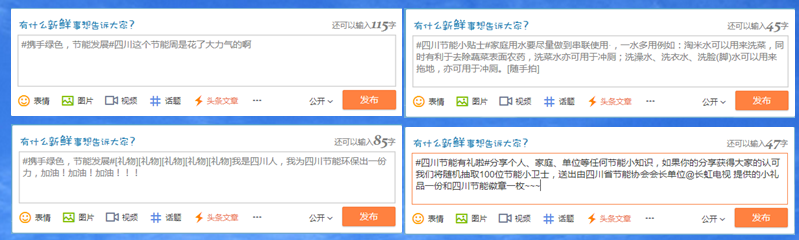 有什么新鲜事想告诉大家?
还可以输入115字
#携手绿色，节能发展#四川这个节能周是花了大力气的啊
表情 图片 视频 话题 头条文章 ··· 公开 发布
有什么新鲜事想告诉大家?
还可以输入45字
#四川节能小贴士#家庭用水要尽量做到串联使用 ，一水多用例如：淘米水可以用来洗菜，同
时有利于去除蔬菜表面农药，洗菜水亦可用于冲厕；洗澡水、洗衣水、洗脸(脚)水可以用来
拖地，亦可用于冲厕。[随手拍]
表情 图片 视频 话题 头条文章 ··· 公开 发布
有什么新鲜事想告诉大家?
还可以输入85字
#携手绿色，节能发展#[礼物][礼物][礼物][礼物][礼物]我是四川人，我为四川节能环保出一份
力，加油！加油！加油！！！
表情 图片 视频 话题 头条文章 ··· 公开 发布
有什么新鲜事想告诉大家?
还可以输入47字
#四川节能有礼啦#分享个人、家庭、单位等任何节能小知识，如果你的分享获得大家的认可
我们将随机抽取100位节能小卫士，送出由四川省节能协会会长单位@长虹电视 提供的小礼
品一份和四川节能徽章一枚~~~
表情 图片 视频 话题 头条文章 ··· 公开 发布